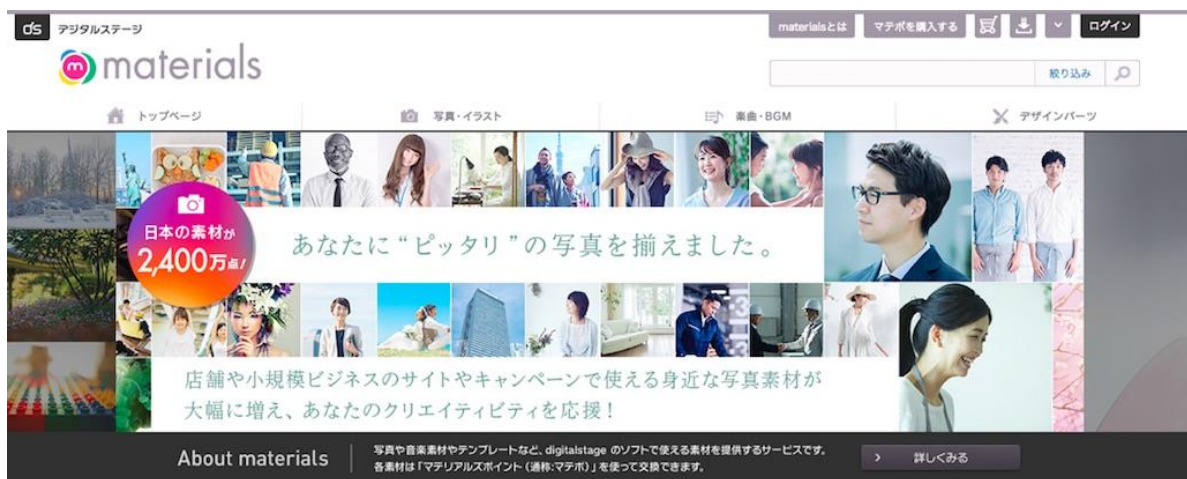 ds デジタルステージ
materialsとは マテポを購入する ログイン
m materials
絞り込み
トップページ 写真・イラスト 楽曲・BGM デザインパーツ
日本の素材が
2,400万点!
あなたに“ピッタリ”の写真を揃えました。
店舗や小規模ビジネスのサイトやキャンペーンで使える身近な写真素材が
大幅に増え、あなたのクリエイティビティを応援!
About materials
写真や音楽素材やテンプレートなど、digitalstage のソフトで使える素材を提供するサービスです。
各素材は「マテリアルズポイント(通称:マテポ)」を使って交換できます。
詳しくみる